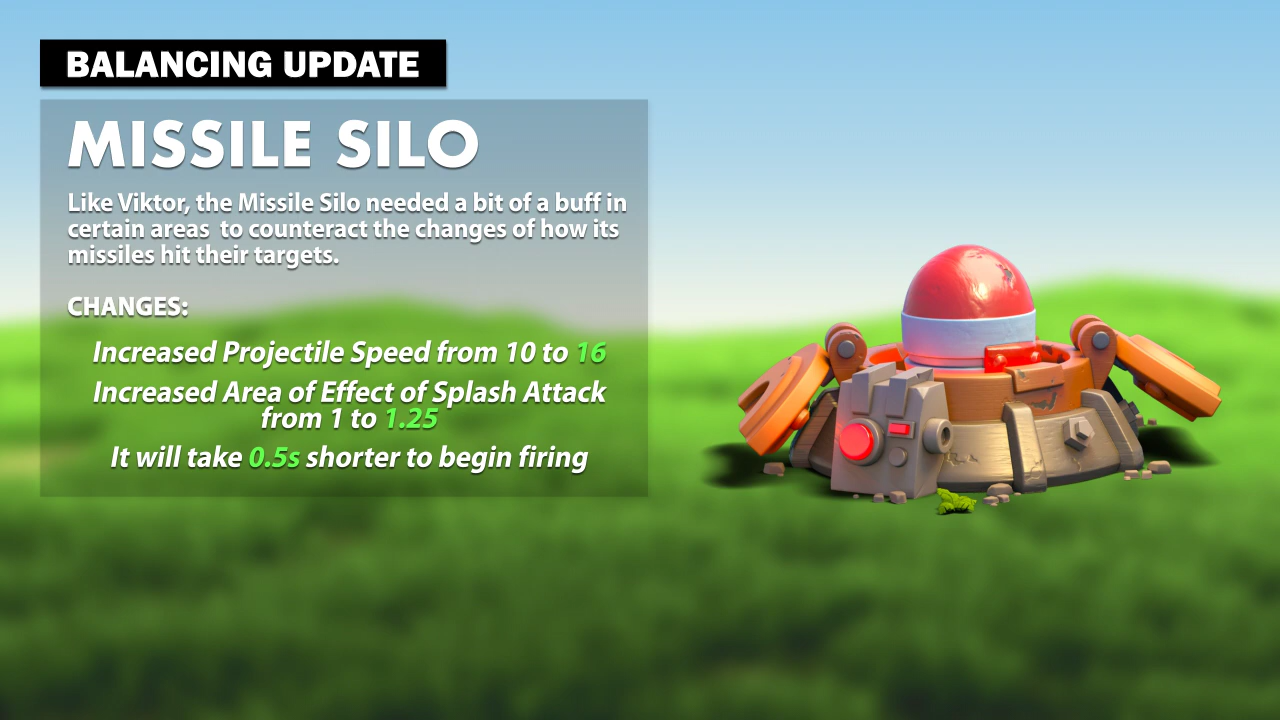 BALANCING UPDATE
MISSILE SILO
Like Viktor, the Missile Silo needed a bit of a buff in
certain areas  to counteract the changes of how its
missiles hit their targets.
CHANGES:
Increased Projectile Speed from 10 to 16
Increased Area of Effect of Splash Attack
from 1 to 1.25
It will take 0.5s shorter to begin firing